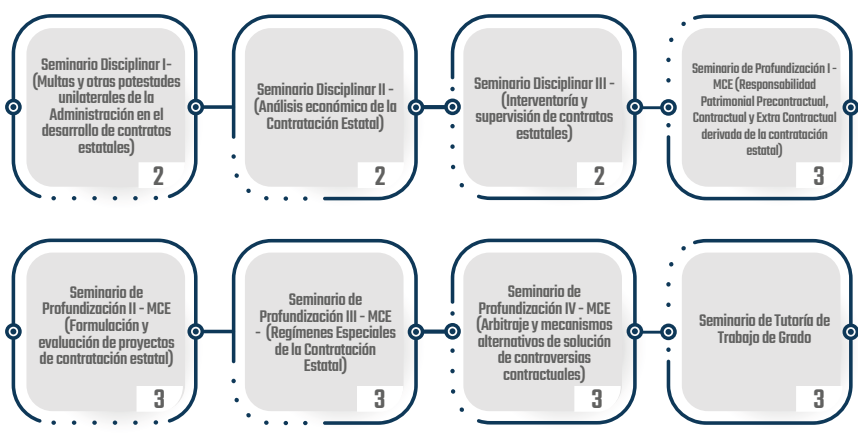 Seminario Disciplinar I-
(Multas y otras potestades
unilaterales de la
Administración en el
desarrollo de contratos
estatales)
2
Seminario Disciplinar II -
(Análisis económico de la
Contratación Estatal)
2
Seminario Disciplinar III -
(Interventoría y
supervisión de contratos
estatales)
2
Seminario de Profundización I -
MCE (Responsabilidad
Patrimonial Precontractual,
Contractual y Extra Contractual
derivada de la contratación
estatal)
3
Seminario de
Profundización II - MCE
(Formulación y
evaluación de proyectos
de contratación estatal)
3
Seminario de
Profundización III - MCE
- (Regímenes Especiales
de la Contratación
Estatal)
3
Seminario de
Profundización IV - MCE
(Arbitraje y mecanismos
alternativos de solución
de controversias
contractuales)
3
Seminario de Tutoría de
Trabajo de Grado
3